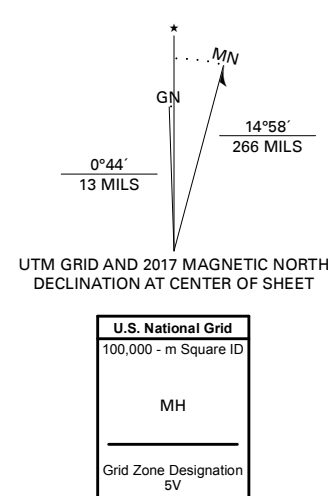 ★
MN
GN
14°58´
266 MILS
0°44´
13 MILS
UTM GRID AND 2017 MAGNETIC NORTH
DECLINATION AT CENTER OF SHEET
U.S. National Grid
100,000 - m Square ID
MH
Grid Zone Designation
5V